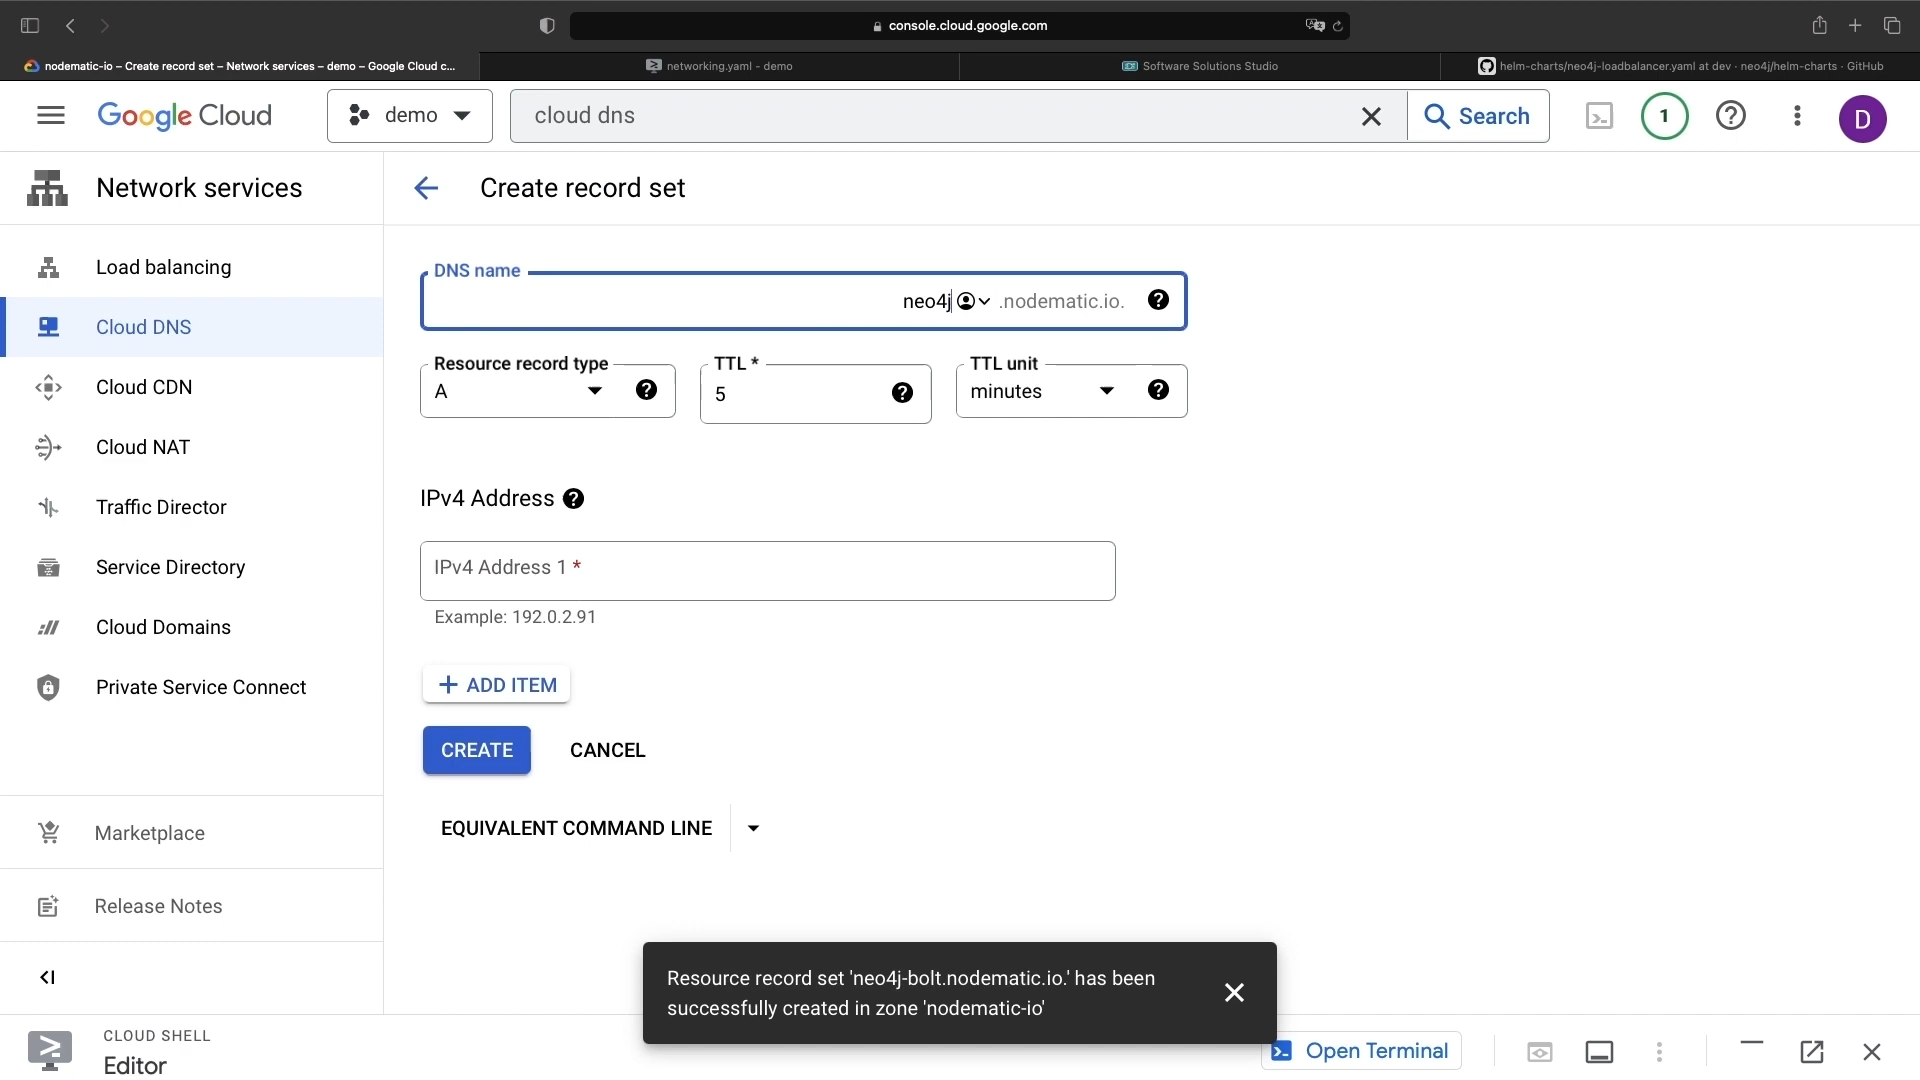 console.cloud.google.com
nodematic-io – Create record set – Network services – demo – Google Cloud c...
networking.yaml - demo
Software Solutions Studio
helm-charts/neo4j-loadbalancer.yaml at dev · neo4j/helm-charts · GitHub
Google Cloud
demo
cloud dns
Search
1
D
Network services
Create record set
Load balancing
Cloud DNS
Cloud CDN
Cloud NAT
Traffic Director
Service Directory
Cloud Domains
Private Service Connect
Marketplace
Release Notes
DNS name
neo4j .nodematic.io.
Resource record type
A
TTL *
5
TTL unit
minutes
IPv4 Address
IPv4 Address 1 *
Example: 192.0.2.91
ADD ITEM
CREATE
CANCEL
EQUIVALENT COMMAND LINE
Resource record set 'neo4j-bolt.nodematic.io.' has been
successfully created in zone 'nodematic-io'
CLOUD SHELL
Editor
Open Terminal